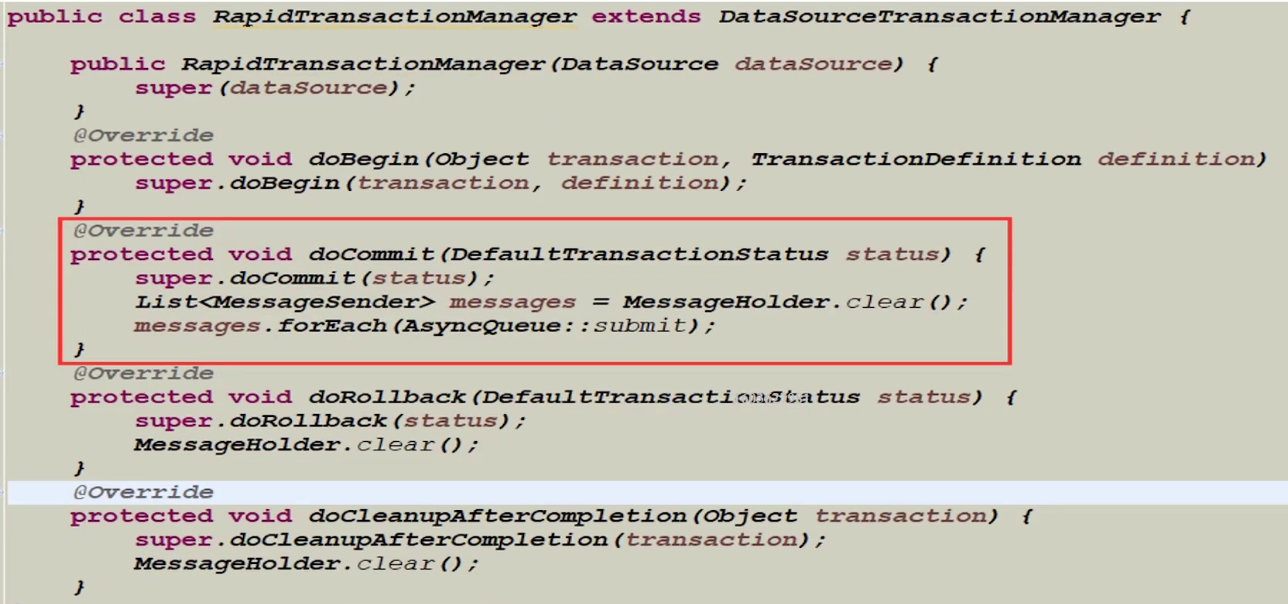 public class RapidTransactionManager extends DataSourceTransactionManager {
public RapidTransactionManager(DataSource dataSource) {
super(dataSource);
}
@Override
protected void doBegin(Object transaction, TransactionDefinition definition)
super.doBegin(transaction, definition);
}
@Override
protected void doCommit(DefaultTransactionStatus status) {
super.doCommit(status);
List<MessageSender> messages = MessageHolder.clear();
messages.forEach(AsyncQueue::submit);
}
@Override
protected void doRollback(DefaultTransactionStatus status) {
super.doRollback(status);
MessageHolder.clear();
}
@Override
protected void doCleanupAfterCompletion(Object transaction) {
super.doCleanupAfterCompletion(transaction);
MessageHolder.clear();
}